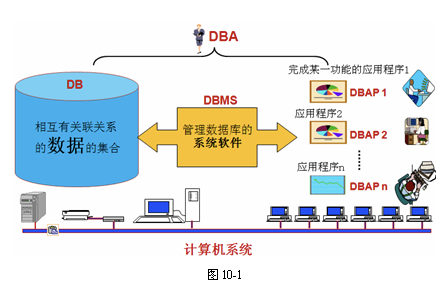 DBA
DB
相互有关联关系
的数据的集合
DBMS
管理数据库的
系统软件
完成某一功能的应用程序1
DBAP 1
应用程序2
DBAP 2
应用程序n
DBAP n
计算机系统
图 10-1